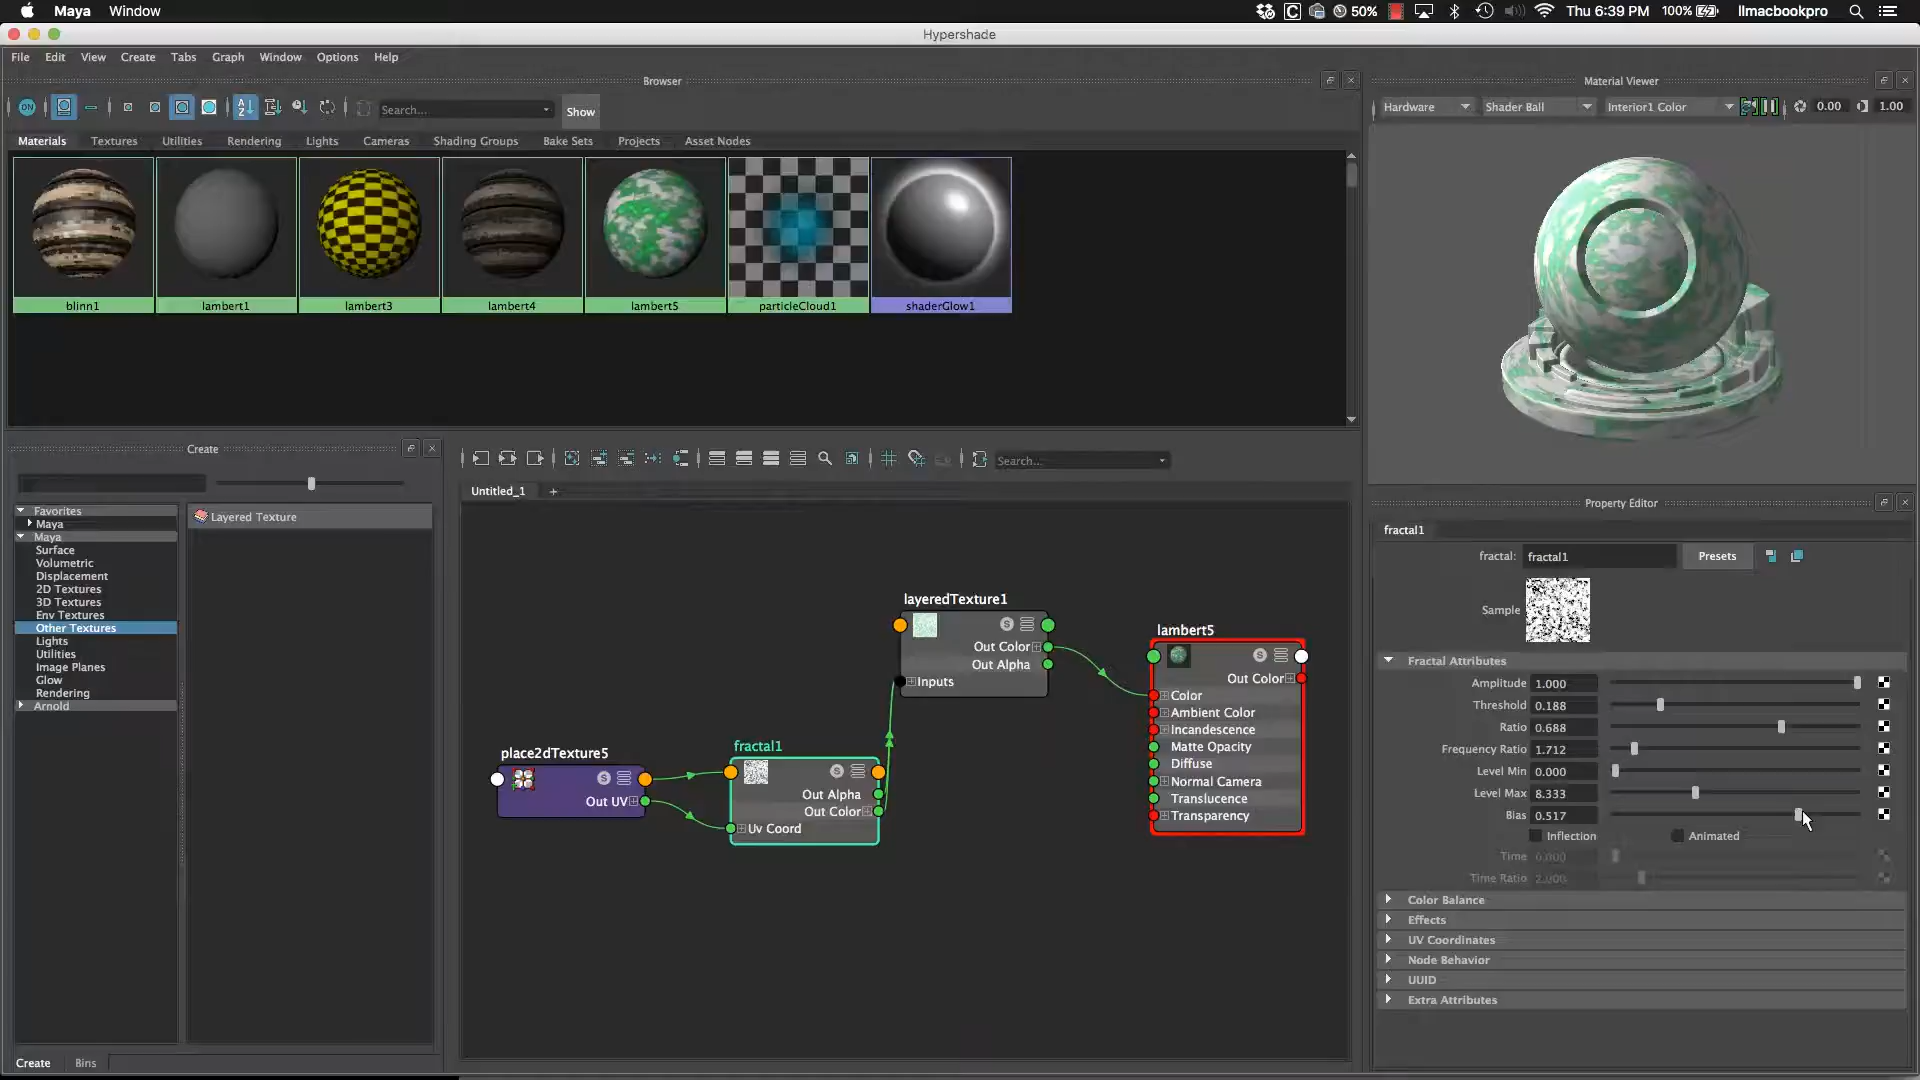 Maya Window
50% Thu 6:39 PM 100% llmacbookpro
Hypershade
File Edit View Create Tabs Graph Window Options Help
Browser
ON Search... Show
Materials Textures Utilities Rendering Lights Cameras Shading Groups Bake Sets Projects Asset Nodes
blinn1 lambert1 lambert3 lambert4 lambert5 particleCloud1 shaderGlow1
Material Viewer
Hardware Shader Ball Interior1 Color 0.00 1.00
Create
Favorites
Maya
Maya
Surface
Volumetric
Displacement
2D Textures
3D Textures
Env Textures
Other Textures
Lights
Utilities
Image Planes
Glow
Rendering
Arnold
Layered Texture
Create Bins
Search...
Untitled_1 +
place2dTexture5
S
Out UV
fractal1
S
Out Alpha
Out Color
Uv Coord
layeredTexture1
S
Out Color
Out Alpha
Inputs
lambert5
S
Out Color
Color
Ambient Color
Incandescence
Matte Opacity
Diffuse
Normal Camera
Translucence
Transparency
Property Editor
fractal1
fractal: fractal1 Presets
Sample
Fractal Attributes
Amplitude 1.000
Threshold 0.188
Ratio 0.688
Frequency Ratio 1.712
Level Min 0.000
Level Max 8.333
Bias 0.517
Inflection Animated
Time 0.000
Time Ratio 2.000
Color Balance
Effects
UV Coordinates
Node Behavior
UUID
Extra Attributes